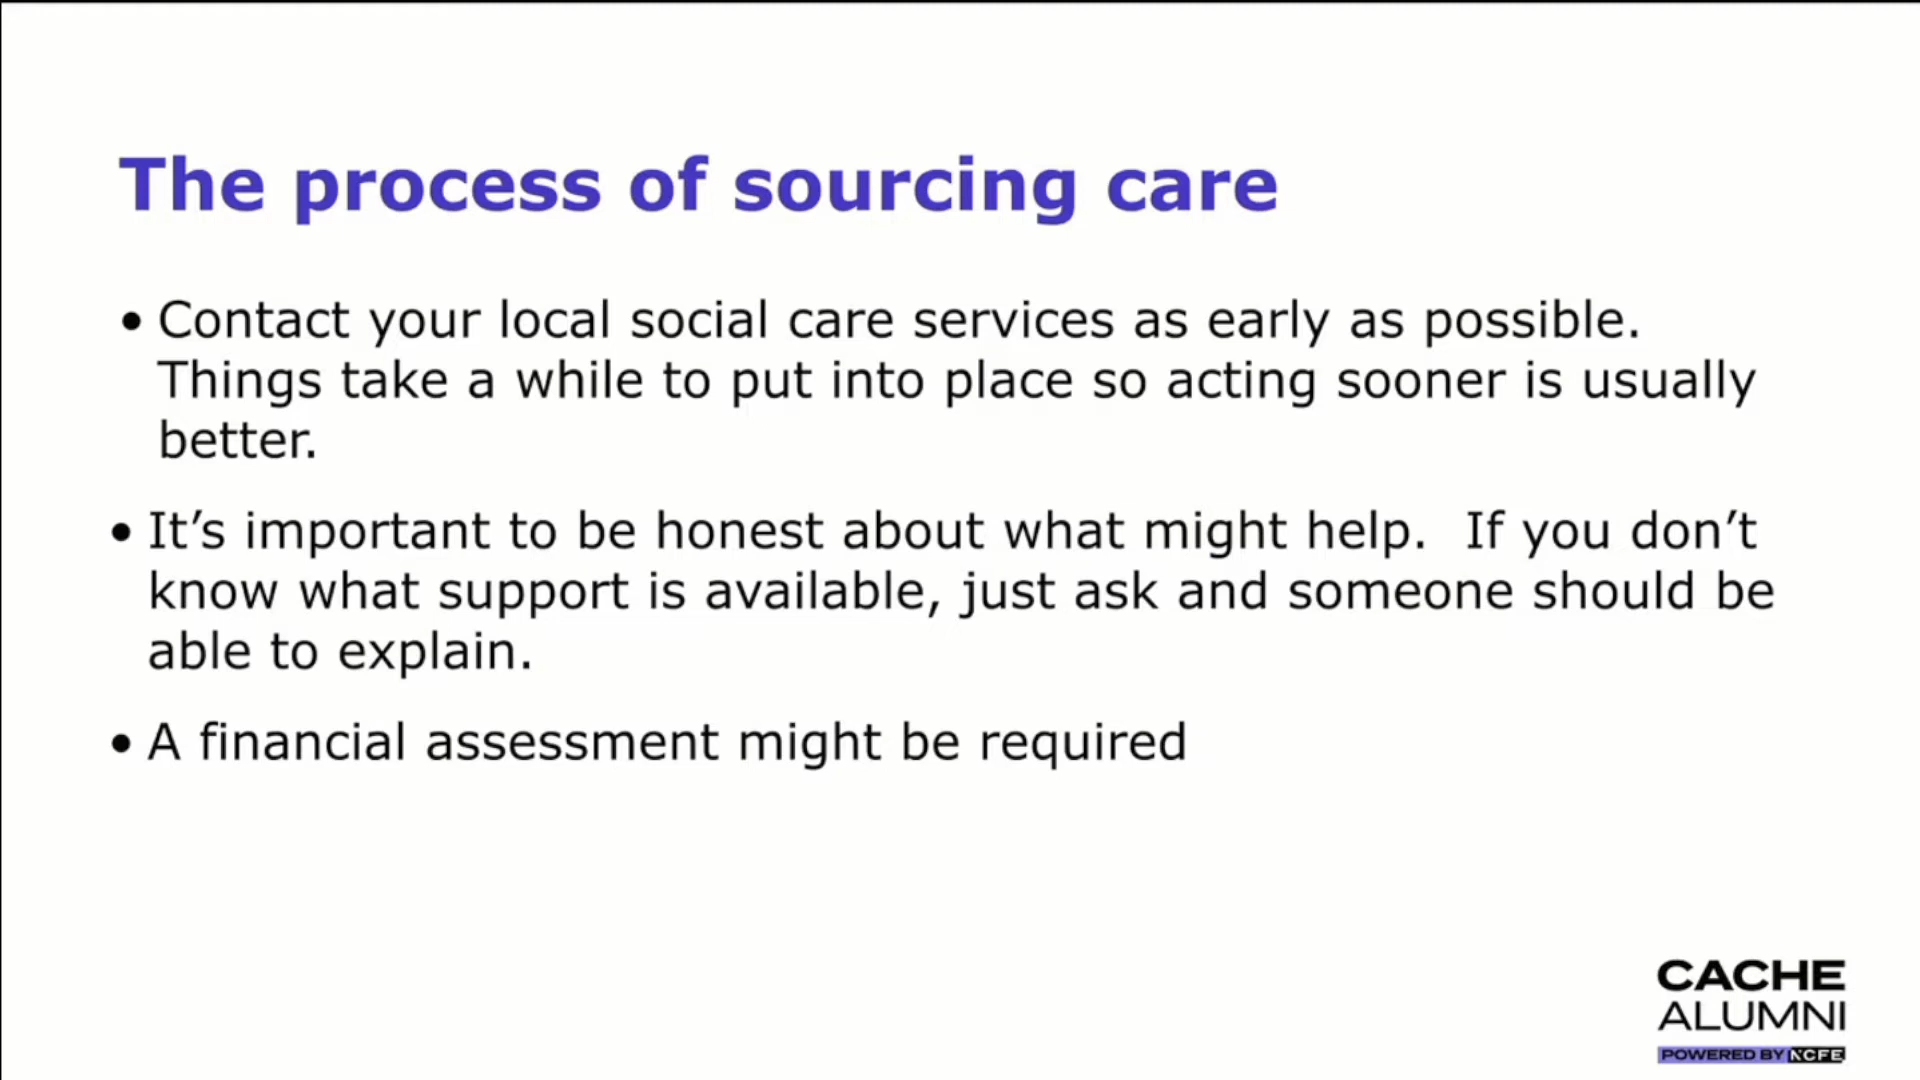 The process of sourcing care
• Contact your local social care services as early as possible.
Things take a while to put into place so acting sooner is usually
better.
• It’s important to be honest about what might help.  If you don’t
know what support is available, just ask and someone should be
able to explain.
• A financial assessment might be required
CACHE
ALUMNI
POWERED BY NCFE